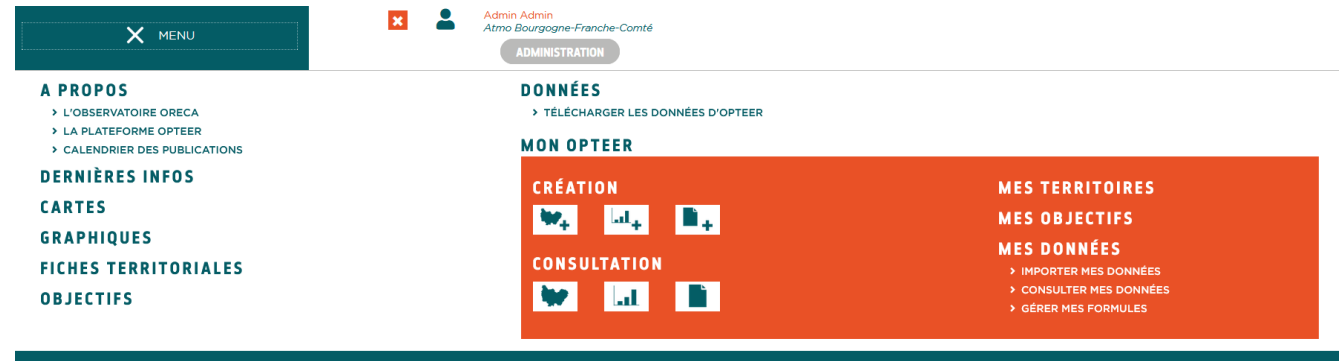 MENU
Admin Admin
Atmo Bourgogne-Franche-Comté
ADMINISTRATION
A PROPOS
L'OBSERVATOIRE ORECA
LA PLATEFORME OPTEER
CALENDRIER DES PUBLICATIONS
DERNIÈRES INFOS
CARTES
GRAPHIQUES
FICHES TERRITORIALES
OBJECTIFS
DONNÉES
TÉLÉCHARGER LES DONNÉES D'OPTEER
MON OPTEER
CRÉATION
CONSULTATION
MES TERRITOIRES
MES OBJECTIFS
MES DONNÉES
IMPORTER MES DONNÉES
CONSULTER MES DONNÉES
GÉRER MES FORMULES